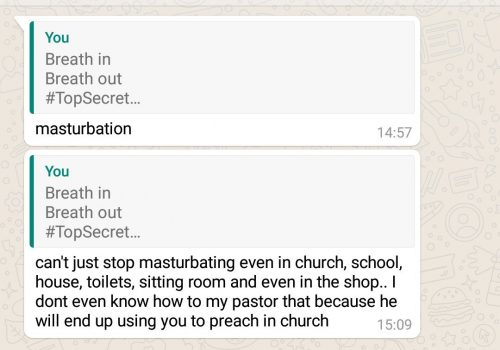 You
Breath in
Breath out
#TopSecret...
masturbation
14:57
You
Breath in
Breath out
#TopSecret...
can't just stop masturbating even in church, school,
house, toilets, sitting room and even in the shop.. I
dont even know how to my pastor that because he
will end up using you to preach in church
15:09